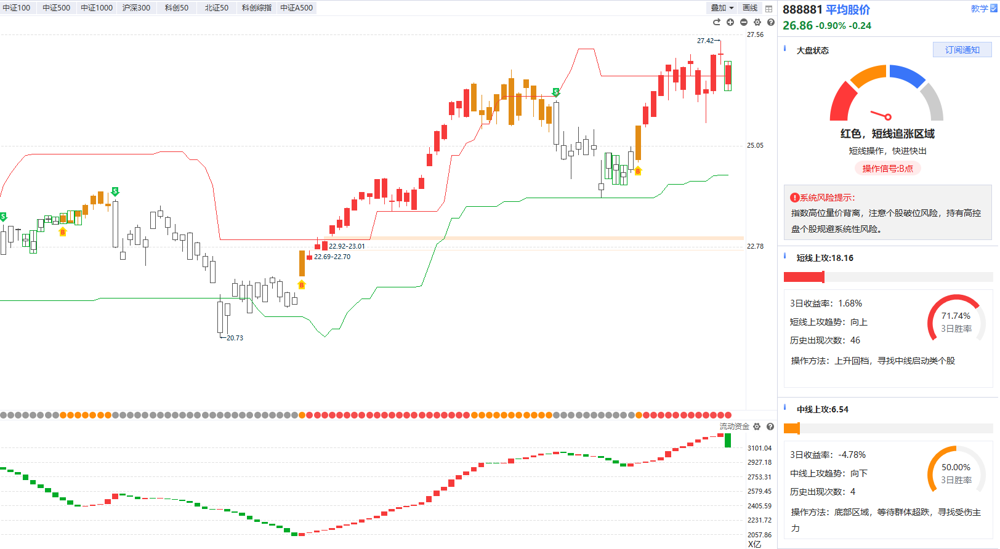 中证100 中证500 中证1000 沪深300 科创50 北证50 科创综指 中证A500 叠加 画线
27.56
27.42
25.05
S
S
S
B
B
B
22.92-23.01
22.78
22.69-22.70
20.73
流动资金
3101.04
2927.18
2753.31
2579.45
2405.59
2231.72
2057.86
X亿
888881 平均股价 教学
26.86 -0.90% -0.24
大盘状态 订阅通知
红色，短线追涨区域
短线操作，快进快出
操作信号:B点
系统风险提示：
指数高位量价背离，注意个股破位风险，持有高控
盘个股规避系统性风险。
短线上攻:18.16
3日收益率：1.68%
短线上攻趋势：向上
历史出现次数：46
71.74%
3日胜率
操作方法：上升回档，寻找中线启动类个股
中线上攻:6.54
3日收益率：-4.78%
中线上攻趋势：向下
历史出现次数：4
50.00%
3日胜率
操作方法：底部区域，等待群体超跌，寻找受伤主
力